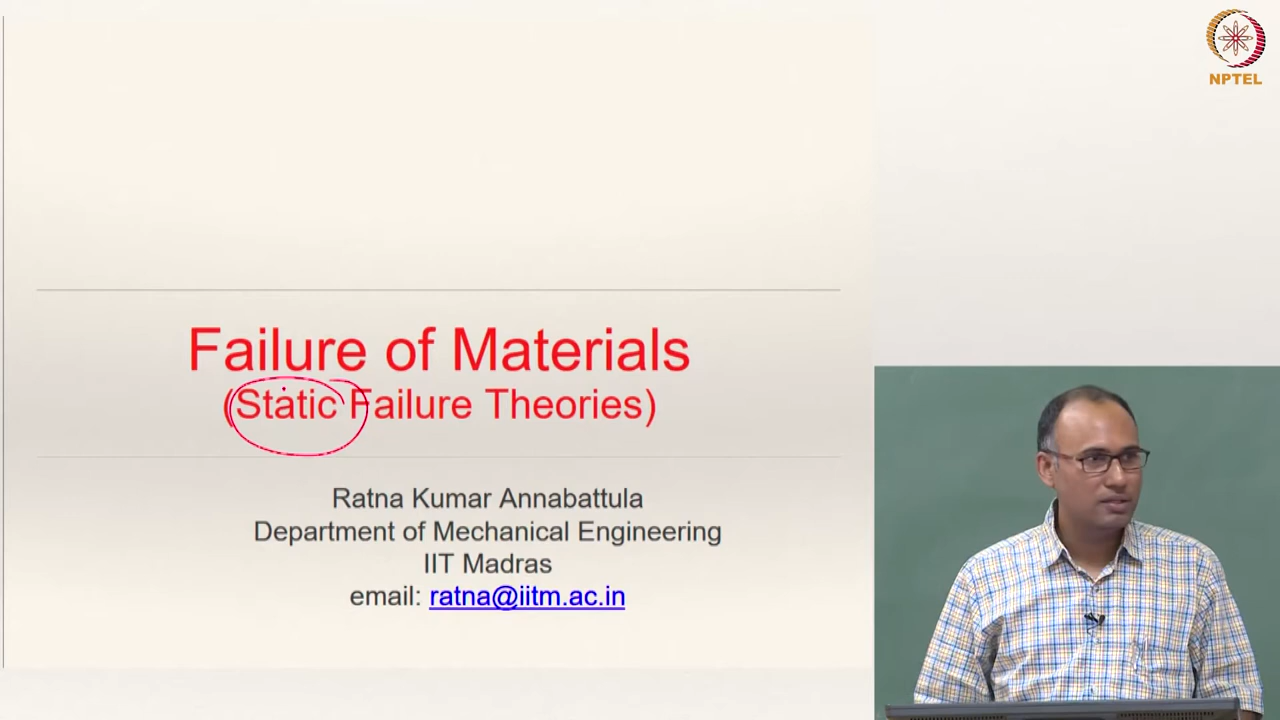 NPTEL
Failure of Materials
(Static Failure Theories)
Ratna Kumar Annabattula
Department of Mechanical Engineering
IIT Madras
email: ratna@iitm.ac.in